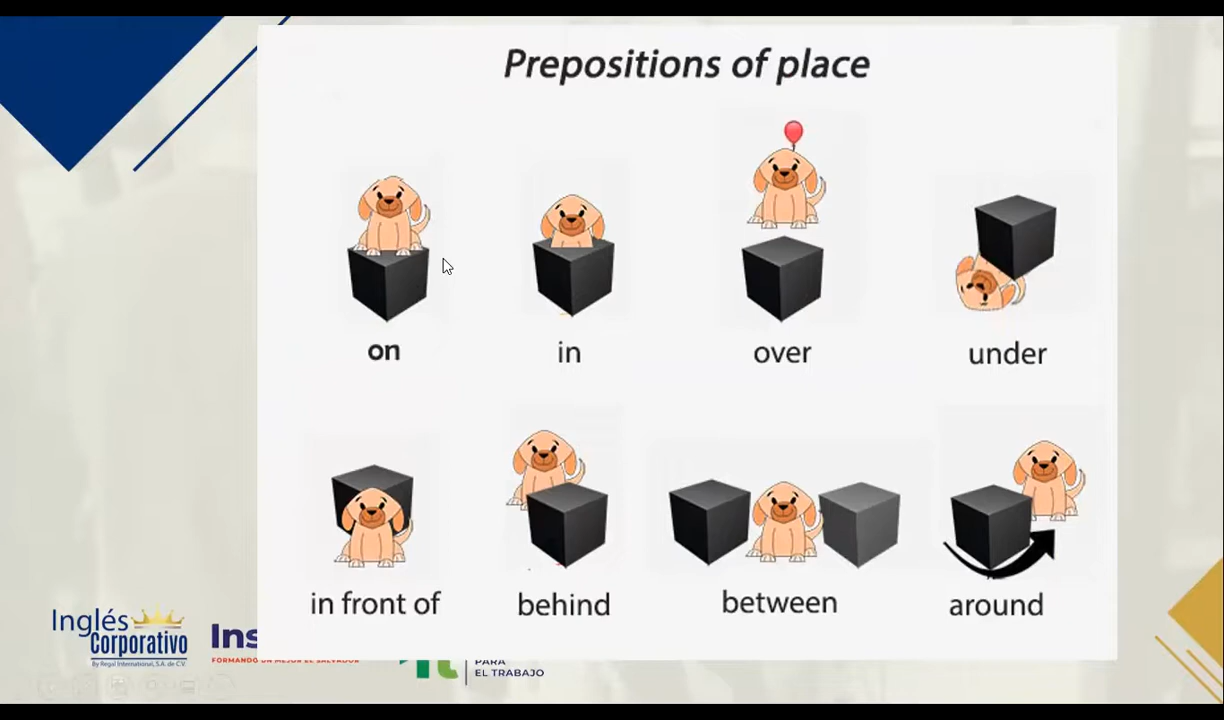 Prepositions of place
on
in
over
under
in front of
behind
between
around
Inglés
Corporativo
By Regal International, S.A. de C.V.
Ins
FORMANDO UN MEJOR EL SALVADOR
PARA
EL TRABAJO